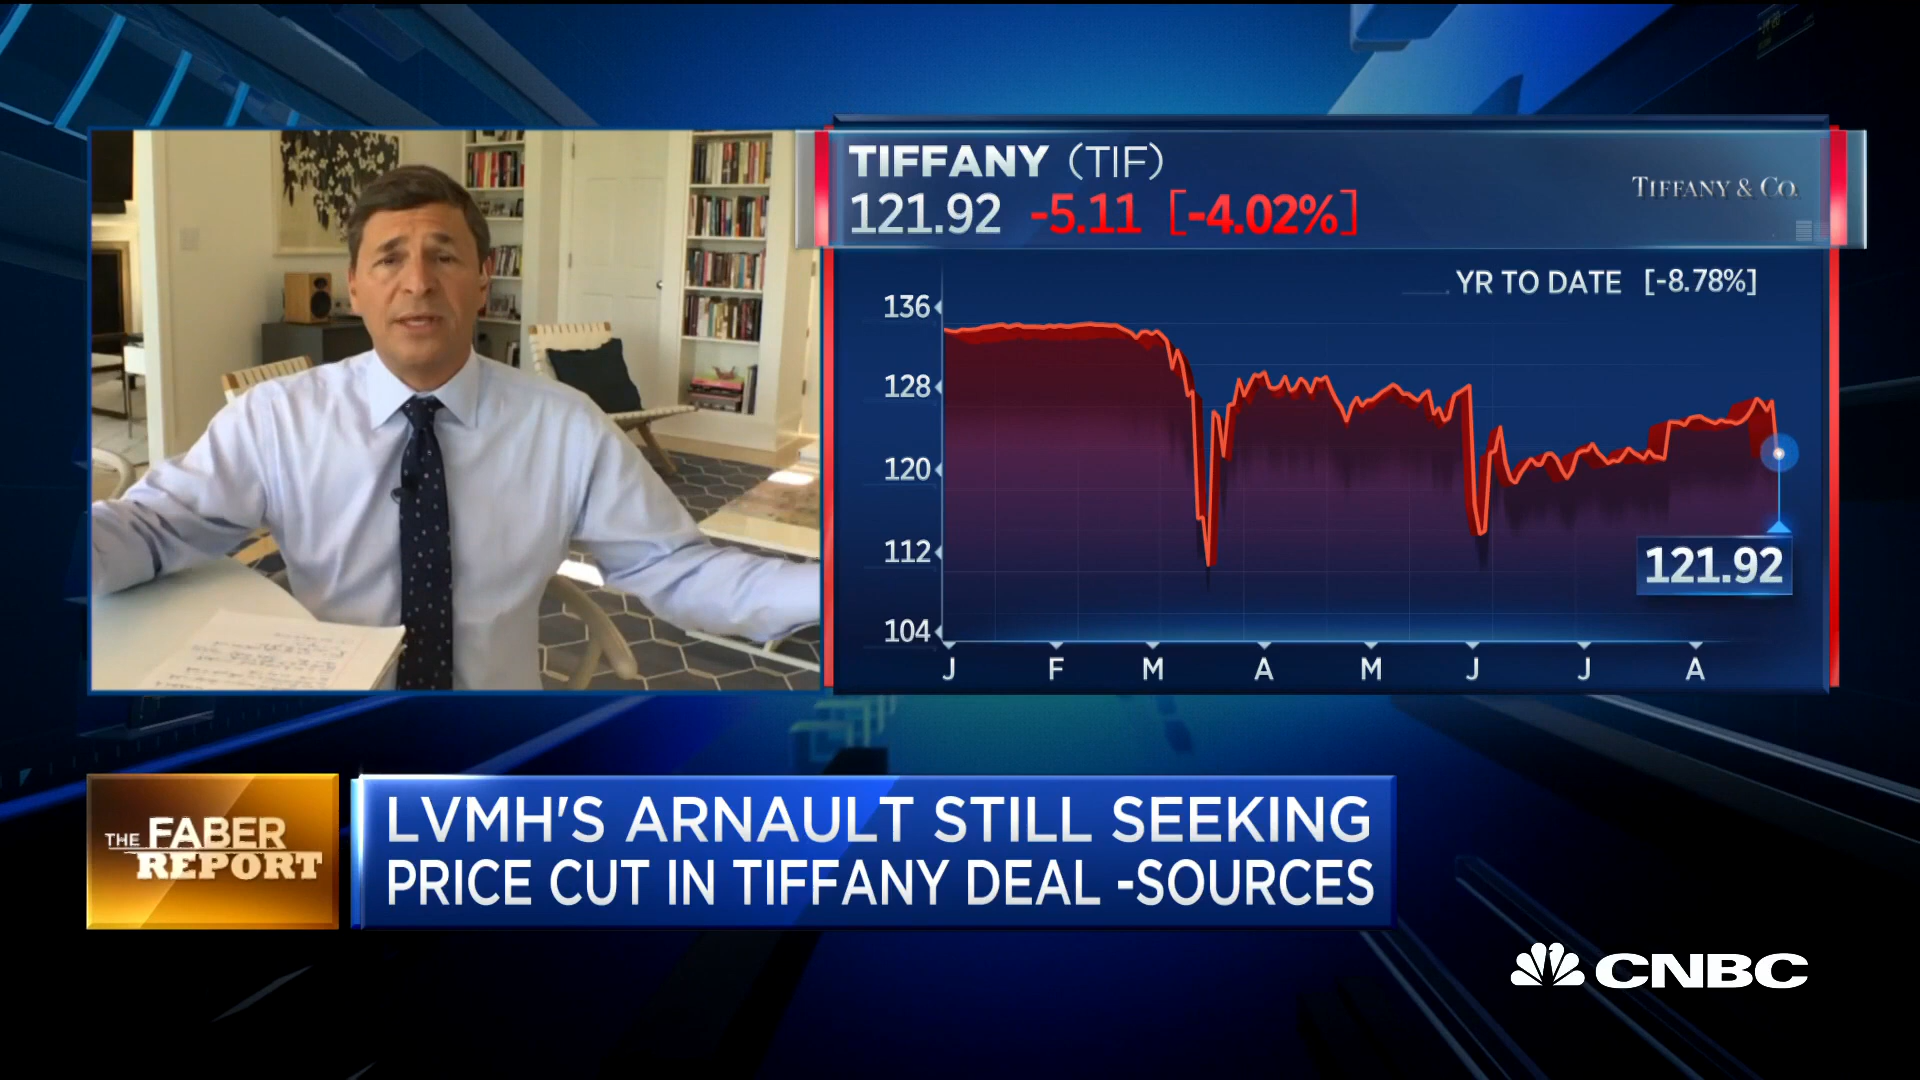 TIFFANY (TIF)
121.92 -5.11 [-4.02%]
TIFFANY & CO.
YR TO DATE [-8.78%]
136
128
120
112
104
J F M A M J J A
121.92
THE FABER
REPORT
LVMH'S ARNAULT STILL SEEKING
PRICE CUT IN TIFFANY DEAL -SOURCES
CNBC